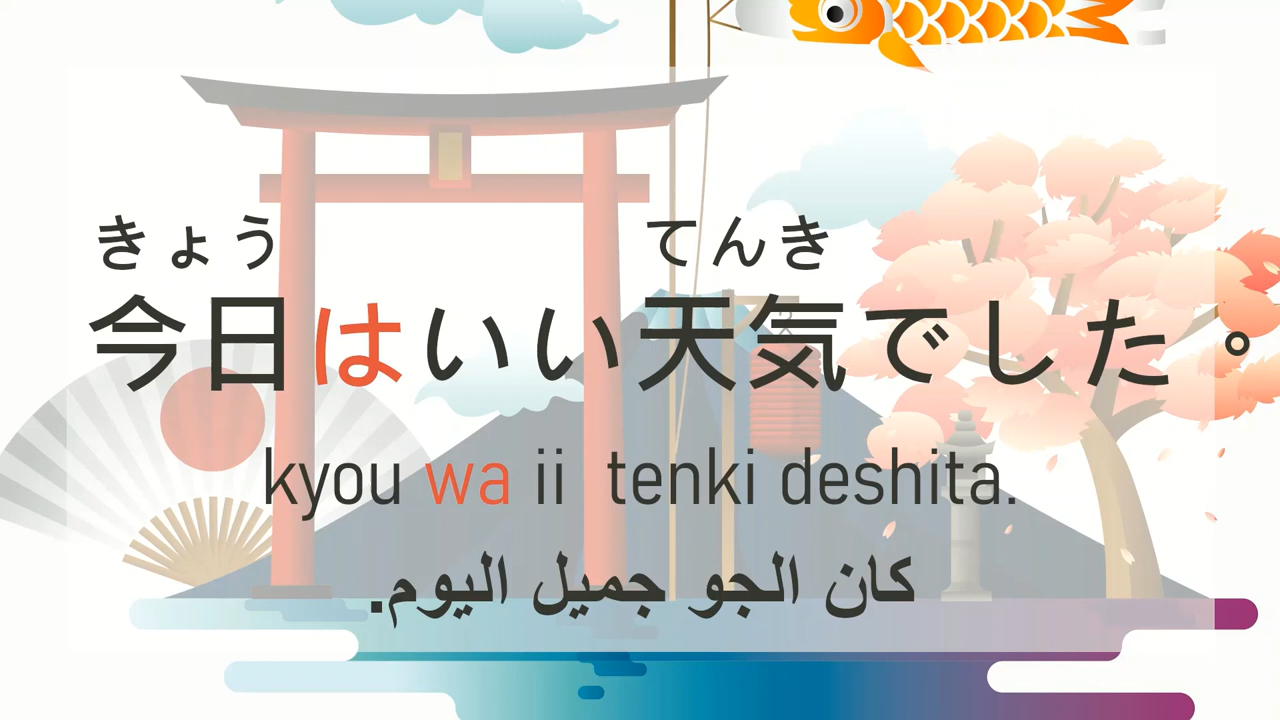 きょう てんき
今日はいい天気でした。
kyou wa ii tenki deshita.
كان الجو جميل اليوم.